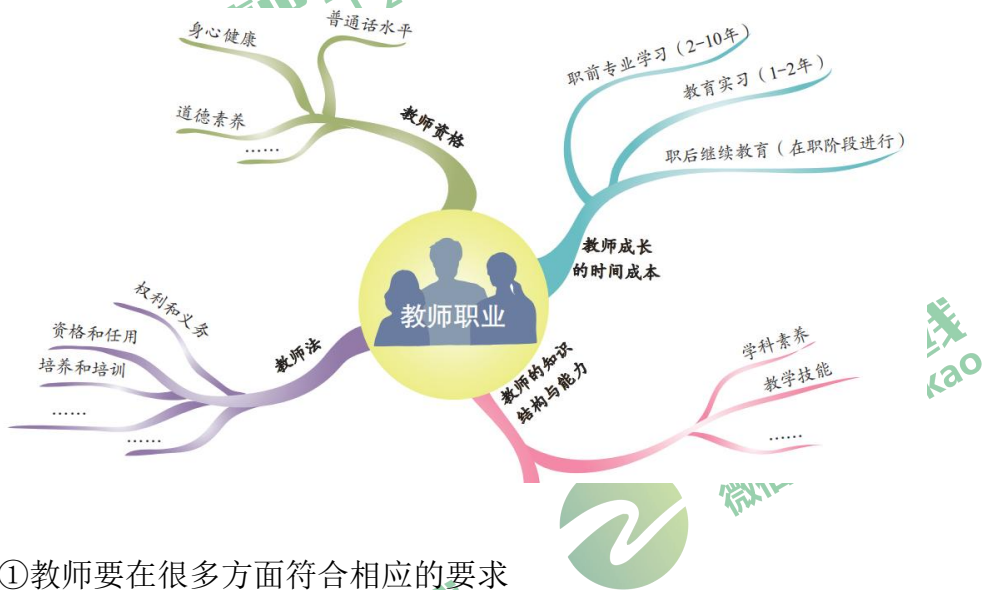 身心健康
普通话水平
道德素养
……
教师资格
职前专业学习（2-10年）
教育实习（1-2年）
职后继续教育（在职阶段进行）
教师成长
的时间成本
教师职业
权利和义务
资格和任用
培养和培训
……
……
教师法
教师的知识
结构与能力
学科素养
教学技能
……
线
kao
①教师要在很多方面符合相应的要求